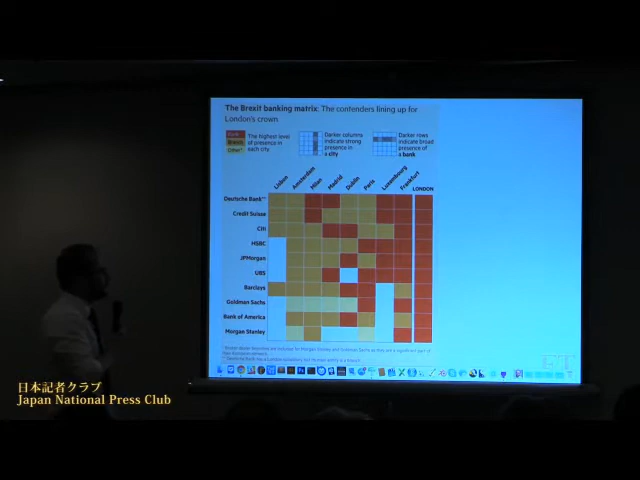 The Brexit banking matrix: The contenders lining up for
London's crown
Bank
Branch
Other*
The highest level
of presence in
each city
Darker columns
indicate strong
presence in
a city
Darker rows
indicate broad
presence of
a bank
Lisbon
Amsterdam
Milan
Madrid
Dublin
Paris
Luxembourg
Frankfurt
LONDON
Deutsche Bank**
Credit Suisse
Citi
HSBC
JPMorgan
UBS
Barclays
Goldman Sachs
Bank of America
Morgan Stanley
日本記者クラブ
Japan National Press Club